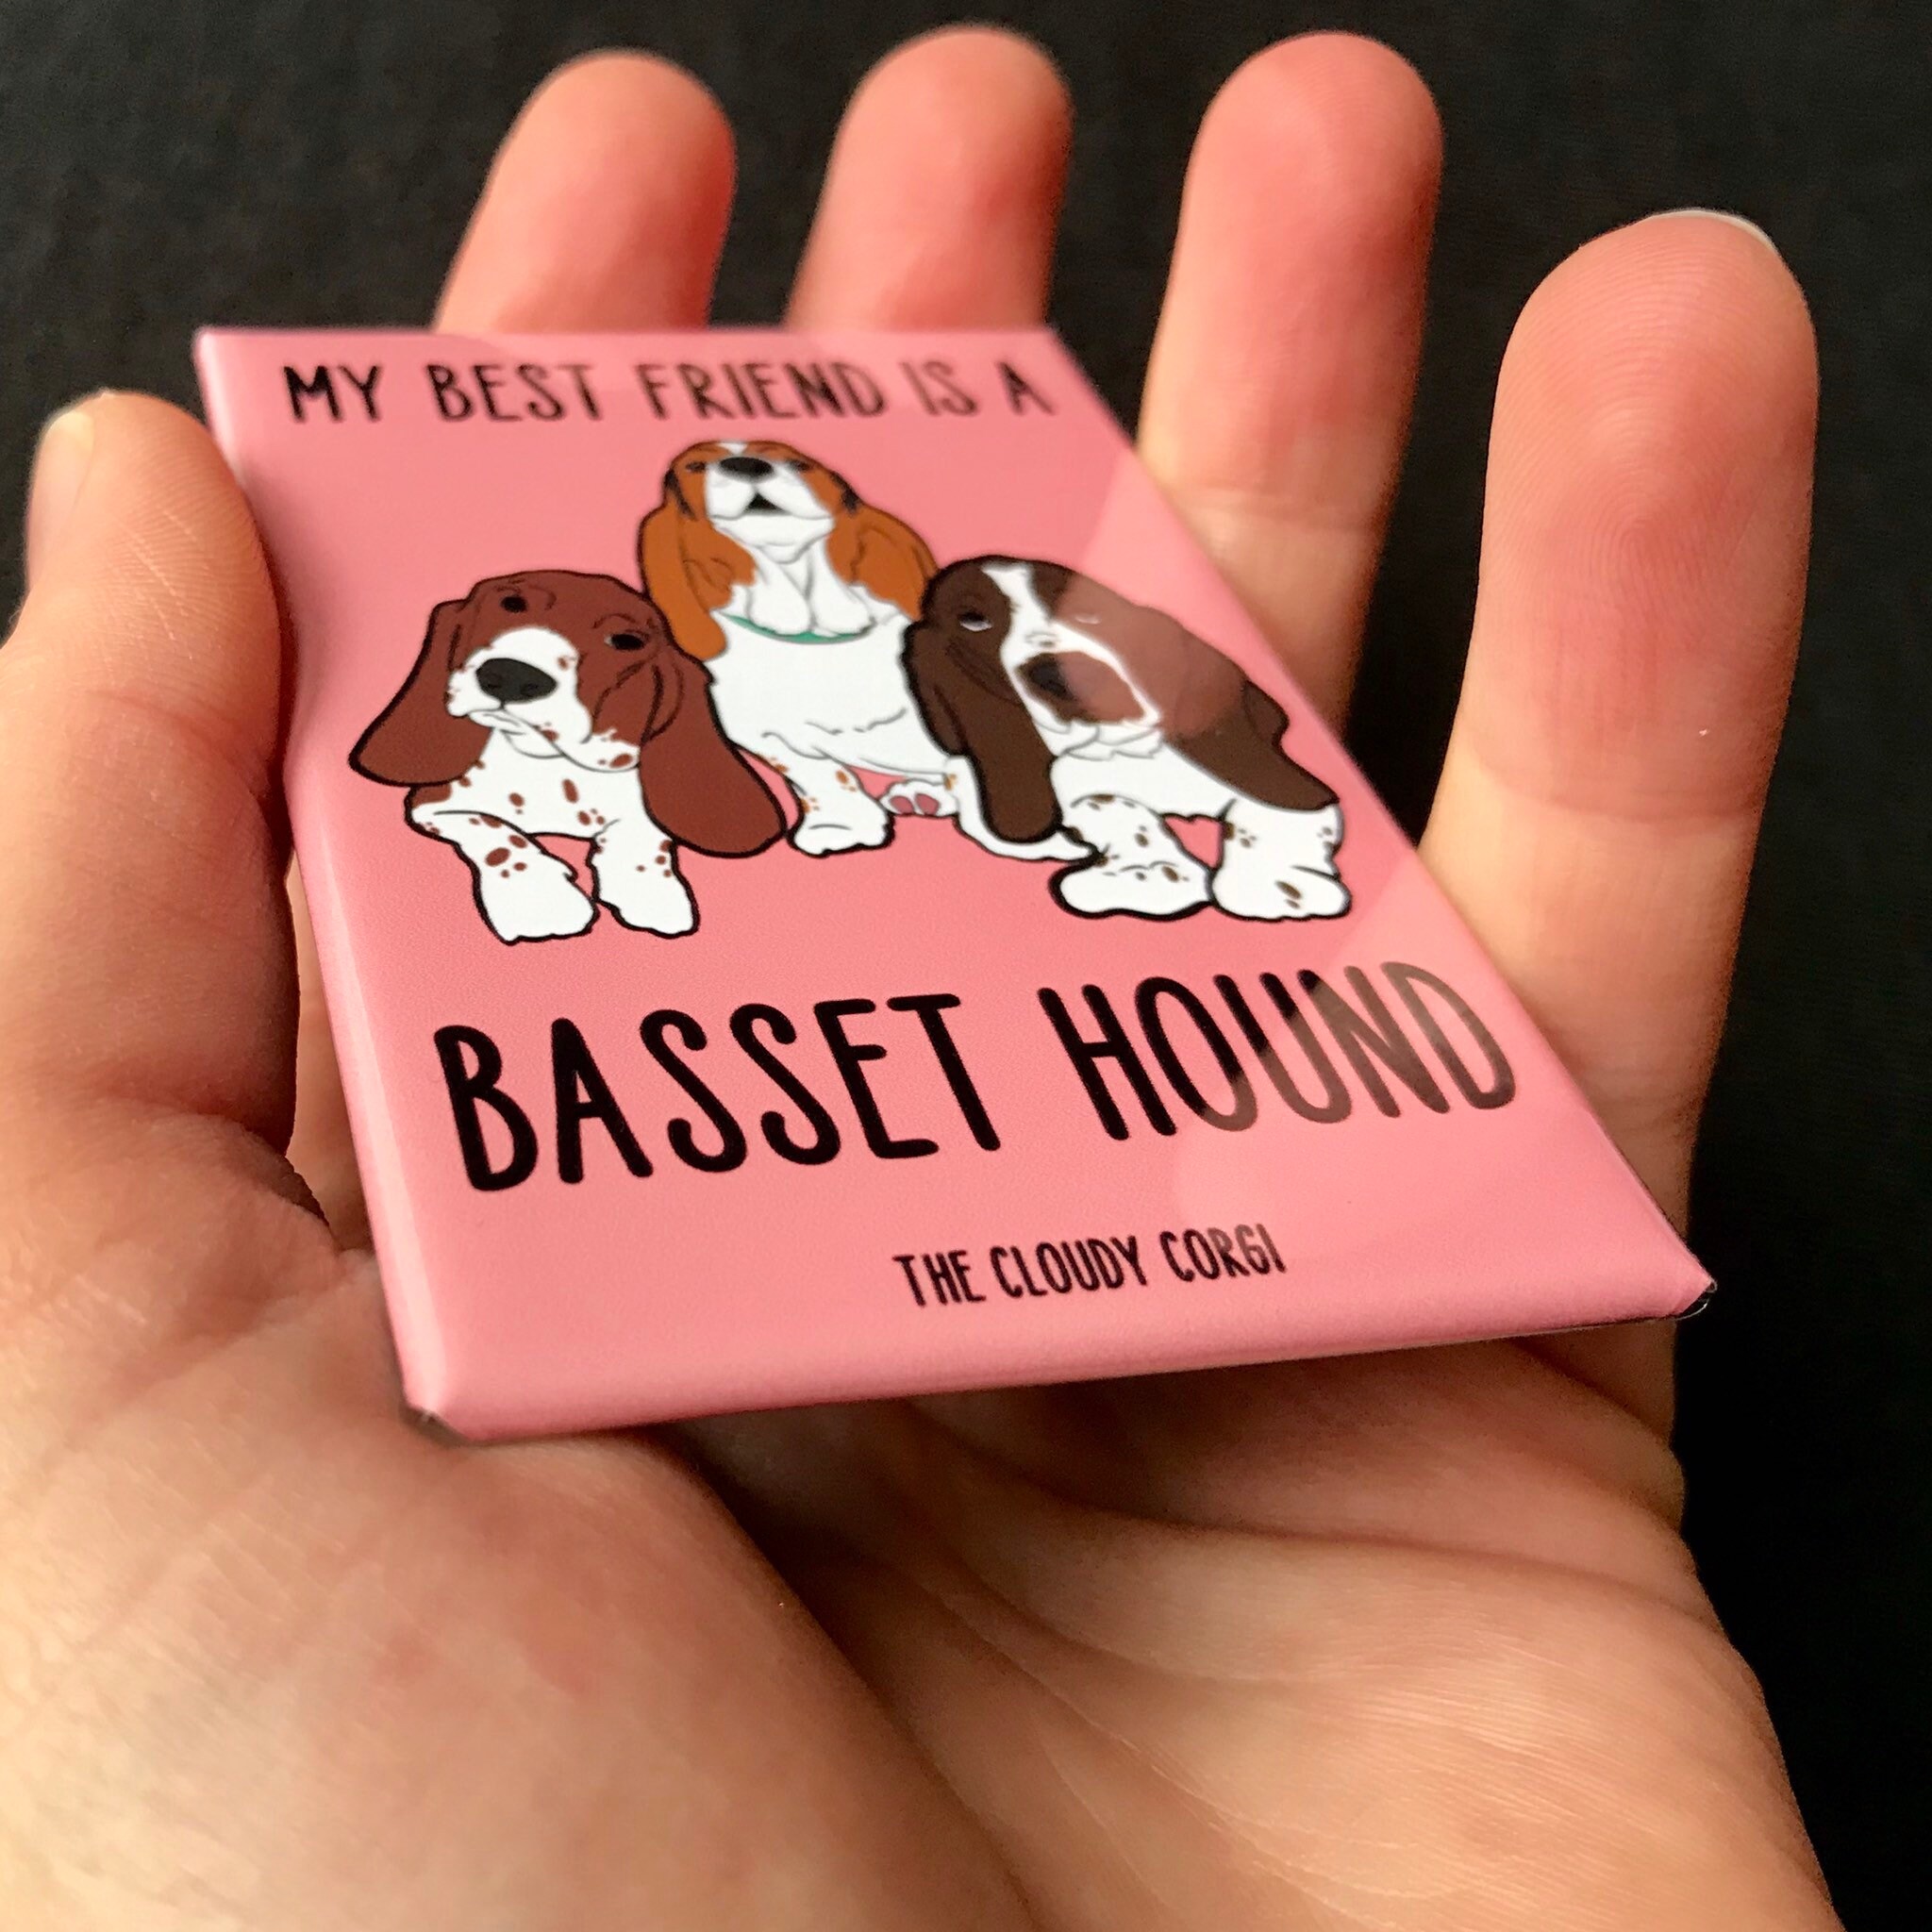 MY BEST FRIEND IS A
BASSET HOUND
THE CLOUDY CORGI